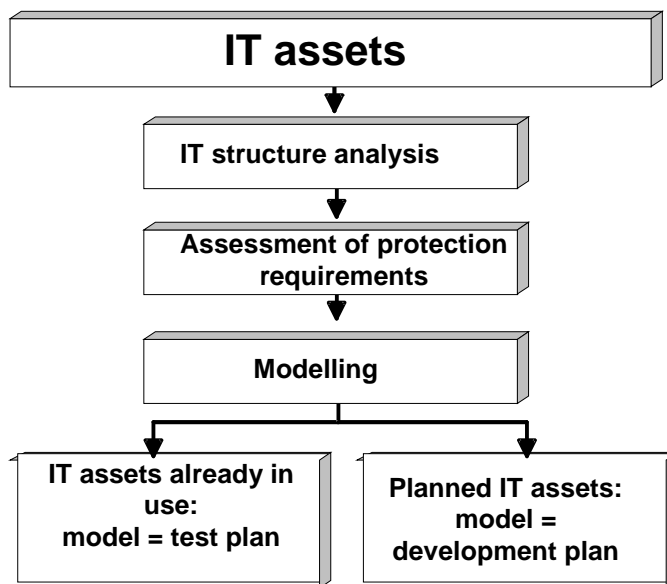 IT assets
IT structure analysis
Assessment of protection
requirements
Modelling
IT assets already in
use:
model = test plan
Planned IT assets:
model =
development plan